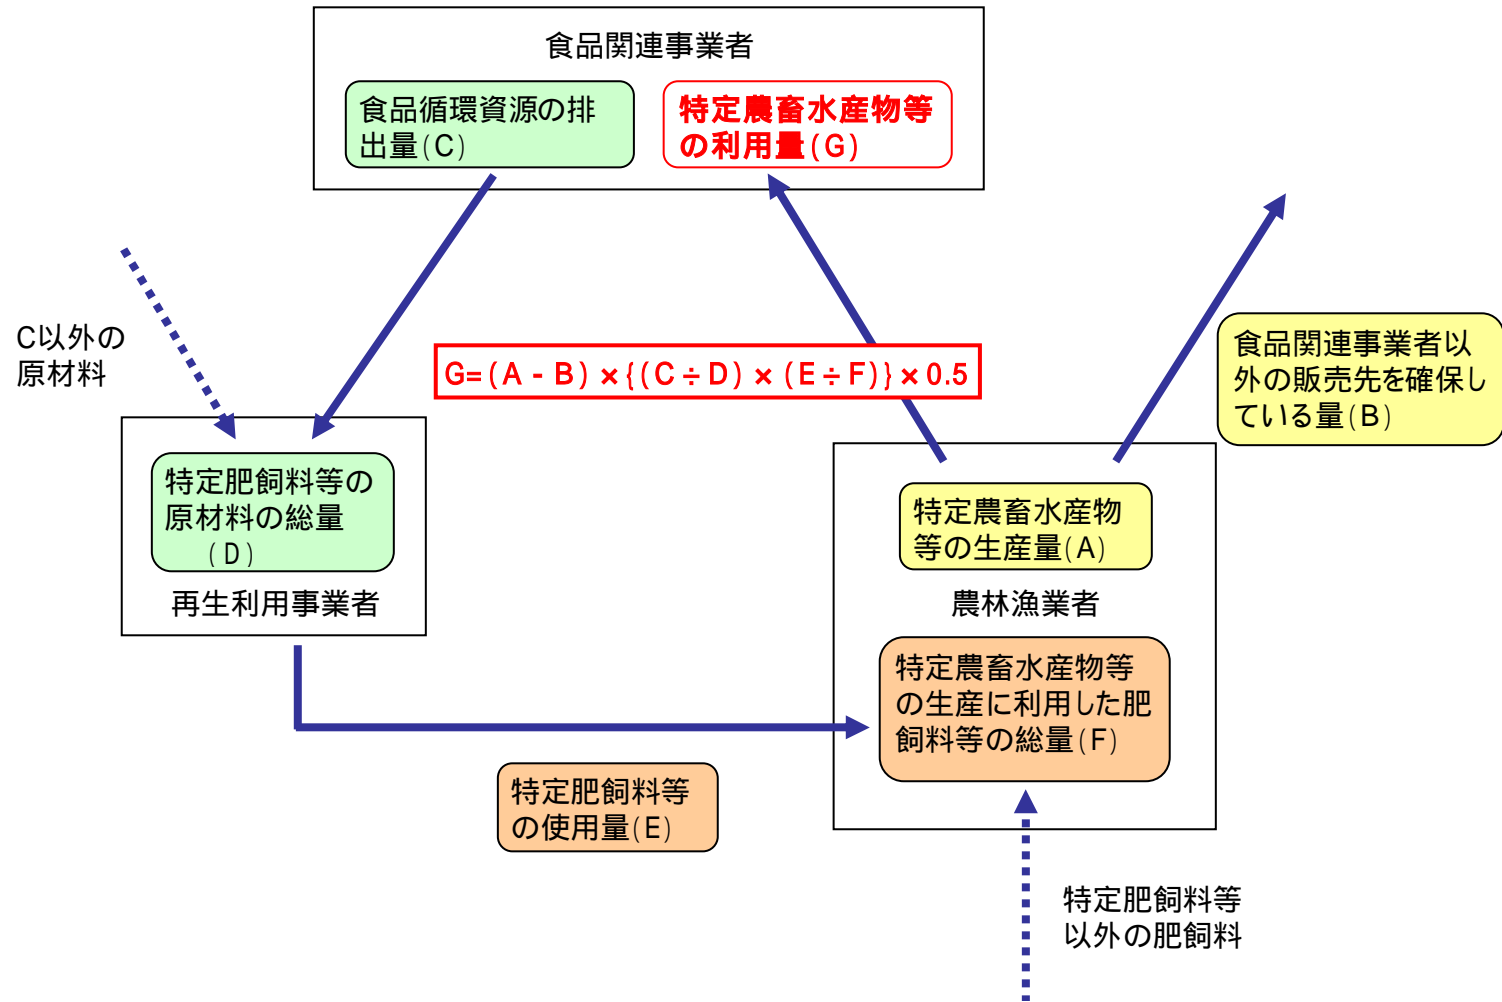 食品関連事業者
食品循環資源の排
出量(C)
特定農畜水産物等
の利用量(G)
C以外の
原材料
G=(A - B) × {(C ÷ D) × (E ÷ F)} × 0.5
食品関連事業者以
外の販売先を確保し
ている量(B)
特定肥飼料等の
原材料の総量
(D)
再生利用事業者
特定農畜水産物
等の生産量(A)
農林漁業者
特定農畜水産物等
の生産に利用した肥
飼料等の総量(F)
特定肥飼料等
の使用量(E)
特定肥飼料等
以外の肥飼料